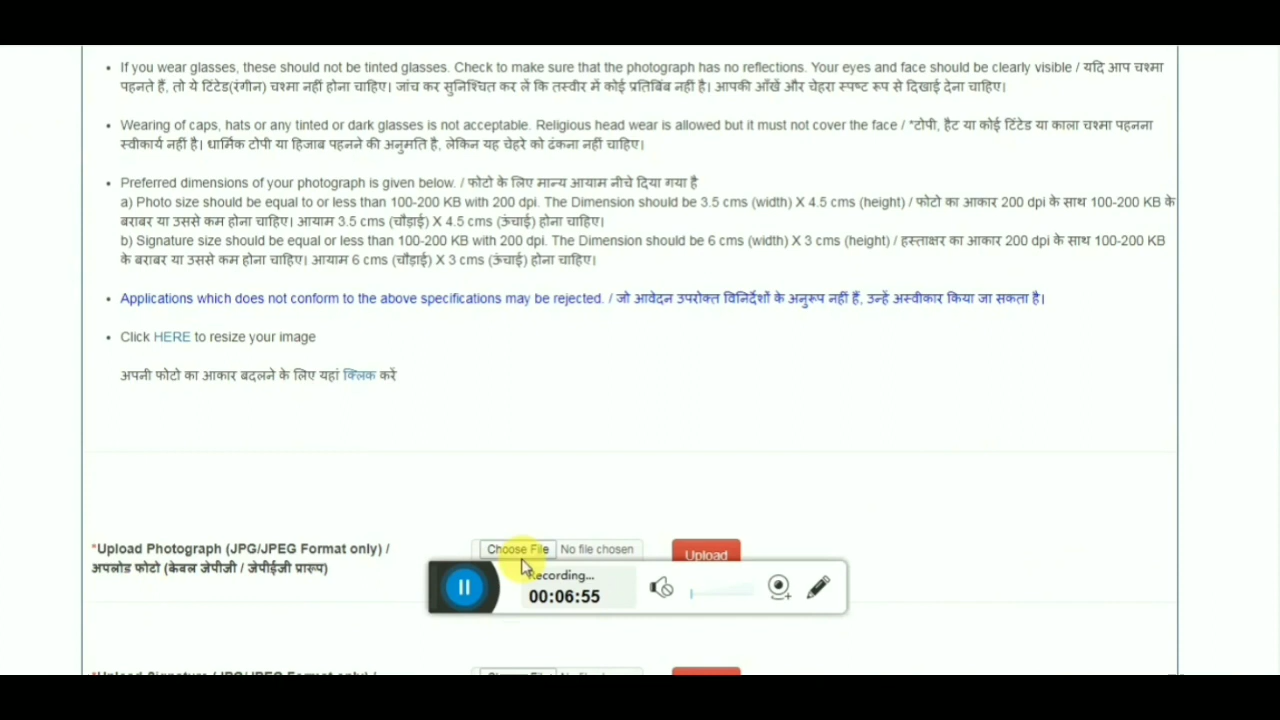 If you wear glasses, these should not be tinted glasses. Check to make sure that the photograph has no reflections. Your eyes and face should be clearly visible / यदि आप चश्मा
पहनते हैं, तो ये टिंटेड(रंगीन) चश्मा नहीं होना चाहिए। जांच कर सुनिश्चित कर लें कि तस्वीर में कोई प्रतिबिंब नहीं है। आपकी आँखें और चेहरा स्पष्ट रूप से दिखाई देना चाहिए।
Wearing of caps, hats or any tinted or dark glasses is not acceptable. Religious head wear is allowed but it must not cover the face / *टोपी, हैट या कोई टिंटेड या काला चश्मा पहनना
स्वीकार्य नहीं है। धार्मिक टोपी या हिजाब पहनने की अनुमति है, लेकिन यह चेहरे को ढंकना नहीं चाहिए।
Preferred dimensions of your photograph is given below. / फोटो के लिए मान्य आयाम नीचे दिया गया है
a) Photo size should be equal to or less than 100-200 KB with 200 dpi. The Dimension should be 3.5 cms (width) X 4.5 cms (height) / फोटो का आकार 200 dpi के साथ 100-200 KB के
बराबर या उससे कम होना चाहिए। आयाम 3.5 cms (चौड़ाई) X 4.5 cms (ऊंचाई) होना चाहिए।
b) Signature size should be equal or less than 100-200 KB with 200 dpi. The Dimension should be 6 cms (width) X 3 cms (height) / हस्ताक्षर का आकार 200 dpi के साथ 100-200 KB
के बराबर या उससे कम होना चाहिए। आयाम 6 cms (चौड़ाई) X 3 cms (ऊंचाई) होना चाहिए।
Applications which does not conform to the above specifications may be rejected. / जो आवेदन उपरोक्त विनिर्देशों के अनुरूप नहीं हैं, उन्हें अस्वीकार किया जा सकता है।
Click HERE to resize your image
अपनी फोटो का आकार बदलने के लिए यहां क्लिक करें
*Upload Photograph (JPG/JPEG Format only) / Choose File No file chosen Upload
अपलोड फोटो (केवल जेपीजी / जेपीईजी प्रारूप)
Recording...
00:06:55